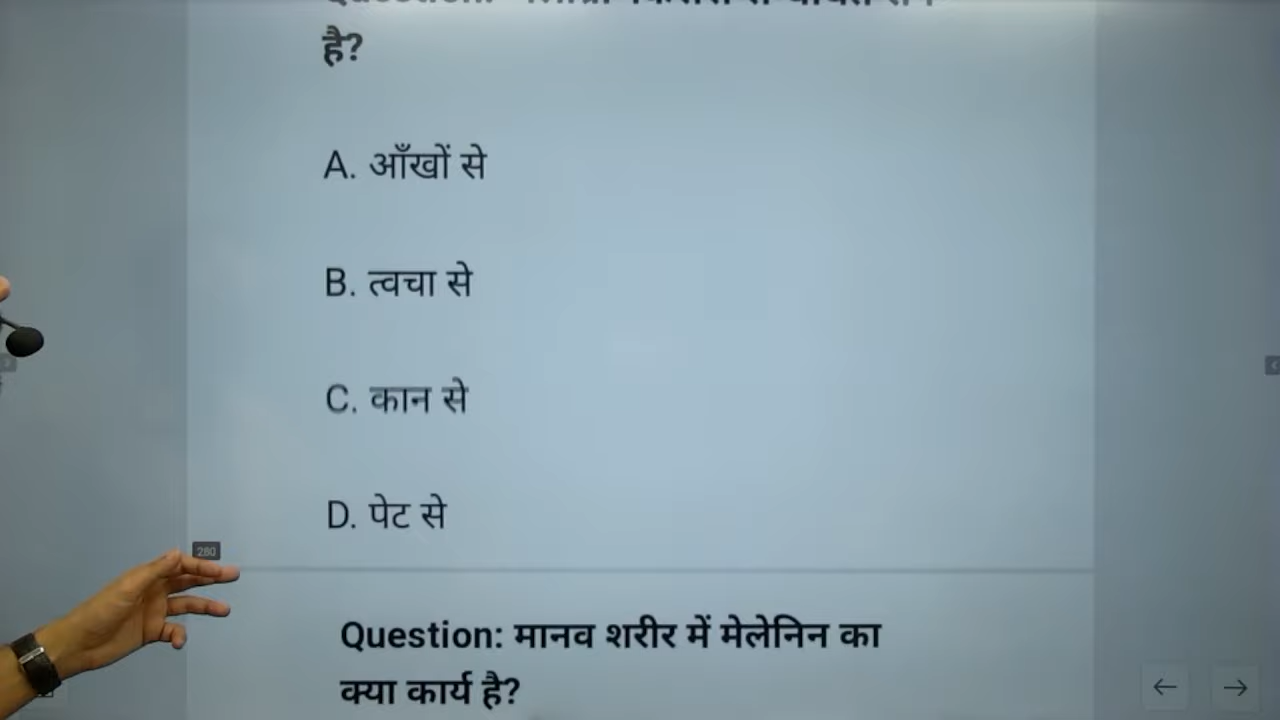 है?
A. आँखों से
B. त्वचा से
C. कान से
D. पेट से
280
Question: मानव शरीर में मेलेनिन का
क्या कार्य है?